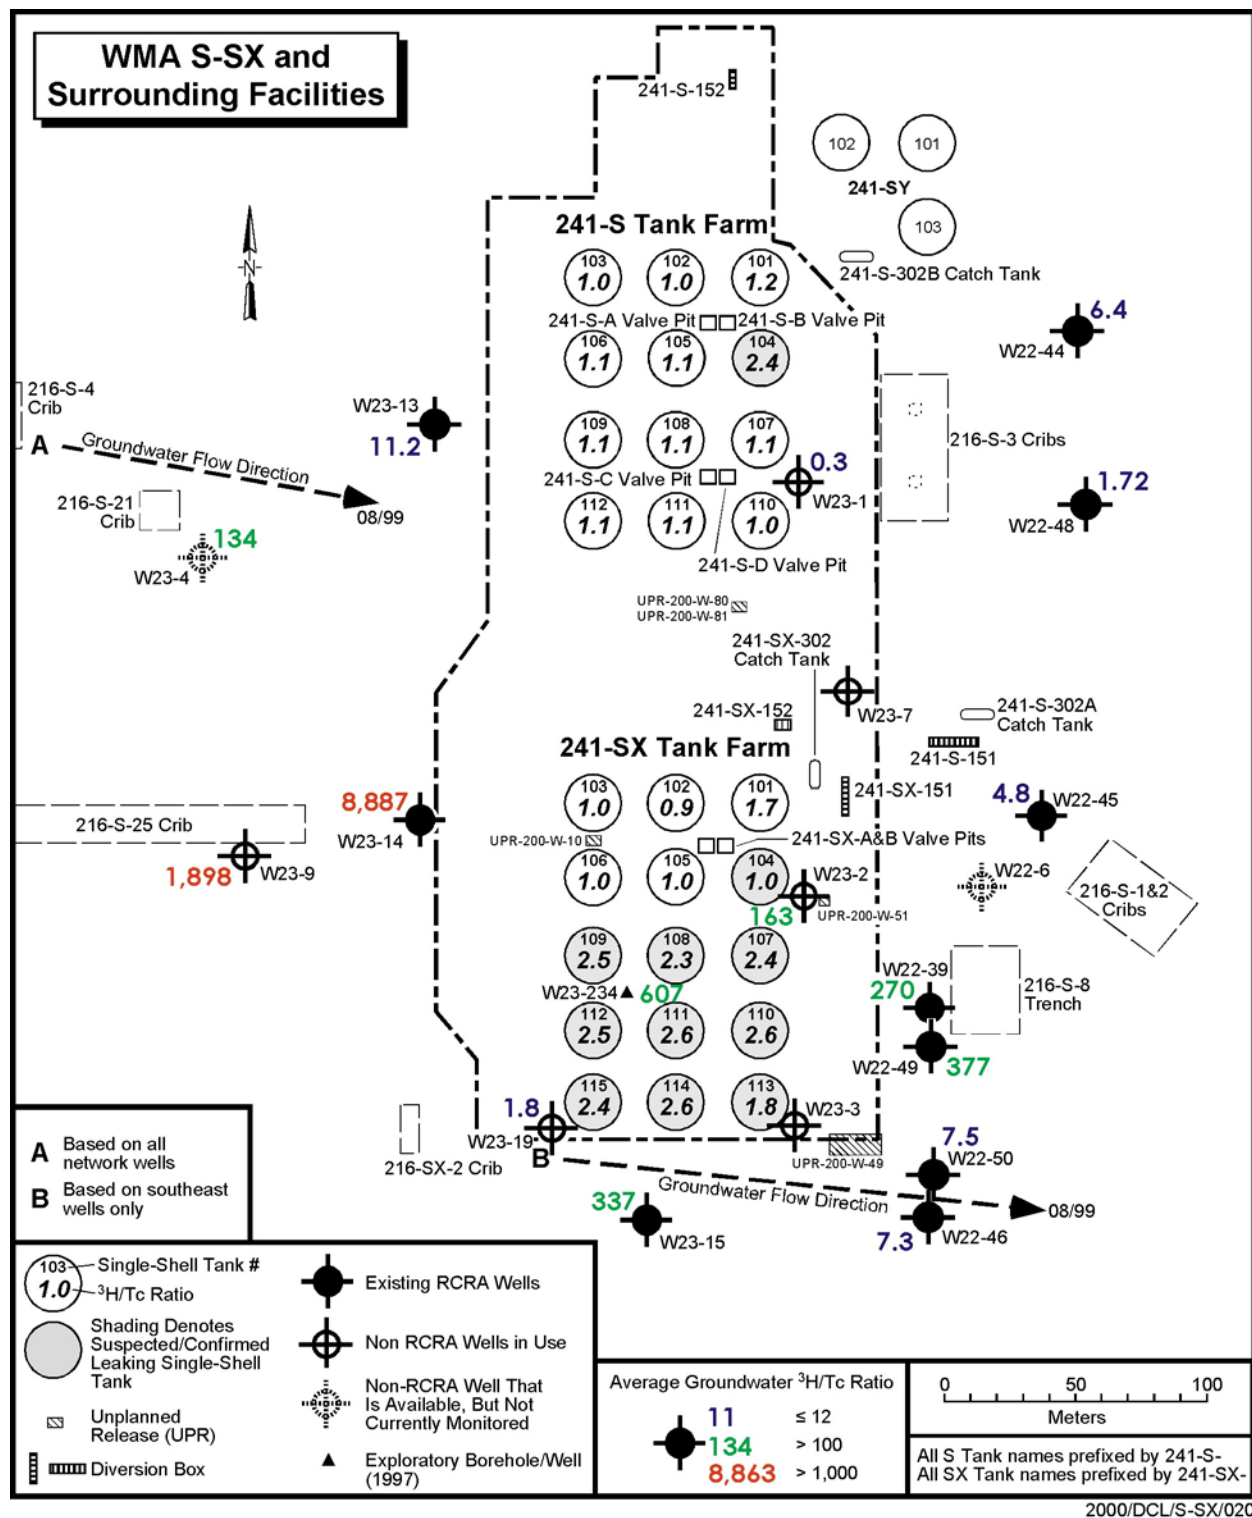 WMA S-SX and
Surrounding Facilities
241-S-152
102
101
241-SY
103
241-S Tank Farm
241-S-302B Catch Tank
N
103
1.0
102
1.0
101
1.2
241-S-A Valve Pit
241-S-B Valve Pit
6.4
W22-44
106
1.1
105
1.1
104
2.4
216-S-4
Crib
A
Groundwater Flow Direction
08/99
W23-13
11.2
109
1.1
108
1.1
107
1.1
216-S-3 Cribs
241-S-C Valve Pit
0.3
W23-1
1.72
W22-48
216-S-21
Crib
112
1.1
111
1.1
110
1.0
134
W23-4
241-S-D Valve Pit
UPR-200-W-80
UPR-200-W-81
241-SX-302
Catch Tank
W23-7
241-SX-152
241-S-302A
Catch Tank
241-S-151
241-SX Tank Farm
103
1.0
102
0.9
101
1.7
241-SX-151
8,887
W23-14
4.8
W22-45
216-S-25 Crib
UPR-200-W-10
241-SX-A&B Valve Pits
1,898
W23-9
106
1.0
105
1.0
104
1.0
W23-2
163
UPR-200-W-51
W22-6
216-S-1&2
Cribs
109
2.5
108
2.3
107
2.4
W23-234
607
W22-39
270
216-S-8
Trench
112
2.5
111
2.6
110
2.6
W22-49
377
115
2.4
114
2.6
113
1.8
1.8
W23-19
W23-3
216-SX-2 Crib
B
UPR-200-W-49
7.5
W22-50
Groundwater Flow Direction
08/99
337
W23-15
7.3
W22-46
A Based on all
network wells
B Based on southeast
wells only
103
1.0
Single-Shell Tank #
³H/Tc Ratio
Shading Denotes
Suspected/Confirmed
Leaking Single-Shell
Tank
Unplanned
Release (UPR)
Diversion Box
Existing RCRA Wells
Non RCRA Wells in Use
Non-RCRA Well That
Is Available, But Not
Currently Monitored
Exploratory Borehole/Well
(1997)
Average Groundwater ³H/Tc Ratio
11 ≤ 12
134 > 100
8,863 > 1,000
0 50 100
Meters
All S Tank names prefixed by 241-S-
All SX Tank names prefixed by 241-SX-
2000/DCL/S-SX/020